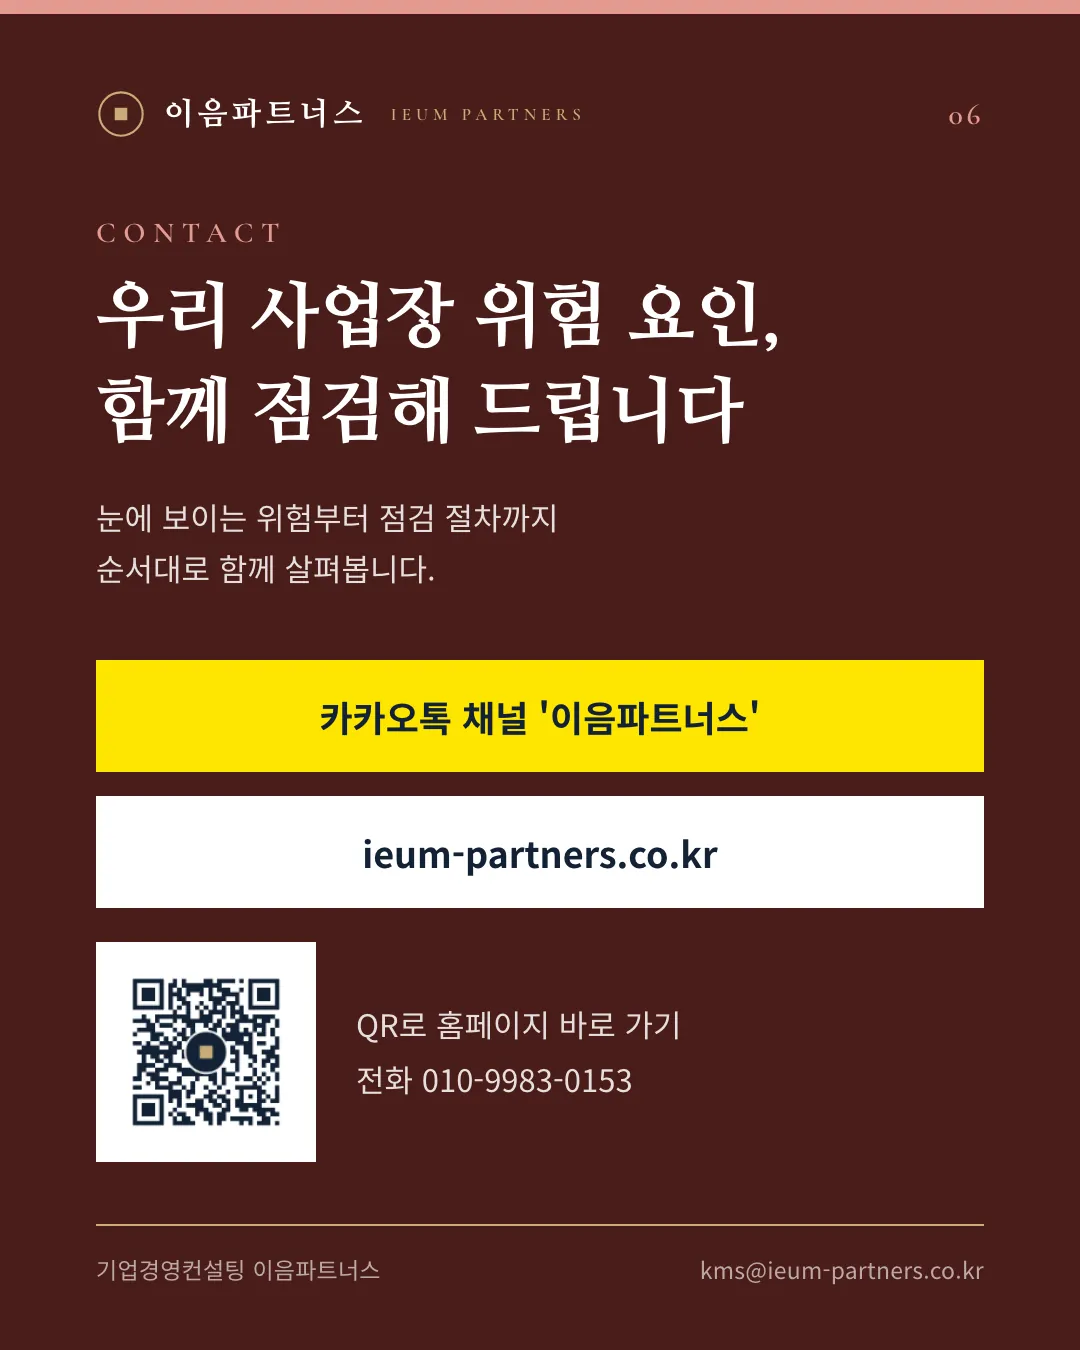 이음파트너스 IEUM PARTNERS 06
CONTACT
우리 사업장 위험 요인,
함께 점검해 드립니다
눈에 보이는 위험부터 점검 절차까지
순서대로 함께 살펴봅니다.
카카오톡 채널 '이음파트너스'
ieum-partners.co.kr
QR로 홈페이지 바로 가기
전화 010-9983-0153
기업경영컨설팅 이음파트너스 kms@ieum-partners.co.kr